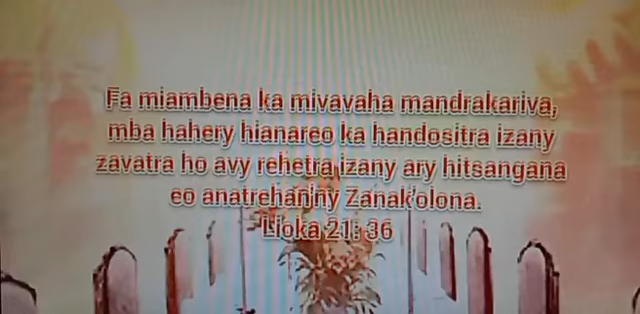 Fa miambena ka mivavaha mandrakariva,
mba hahery hianareo ka handositra izany
zavatra ho avy rehetra izany ary hitsangana
eo anatrehan'ny Zanak'olona.
Lioka 21: 36